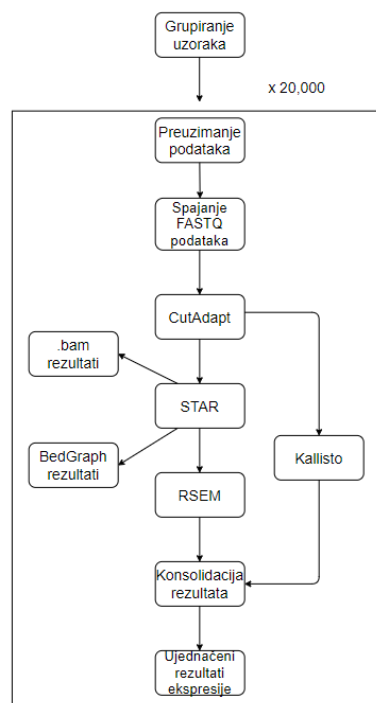 Grupiranje
uzoraka
x 20,000
Preuzimanje
podataka
Spajanje
FASTQ
podataka
CutAdapt
.bam
rezultati
STAR
BedGraph
rezultati
Kallisto
RSEM
Konsolidacija
rezultata
Ujednačeni
rezultati
ekspresije